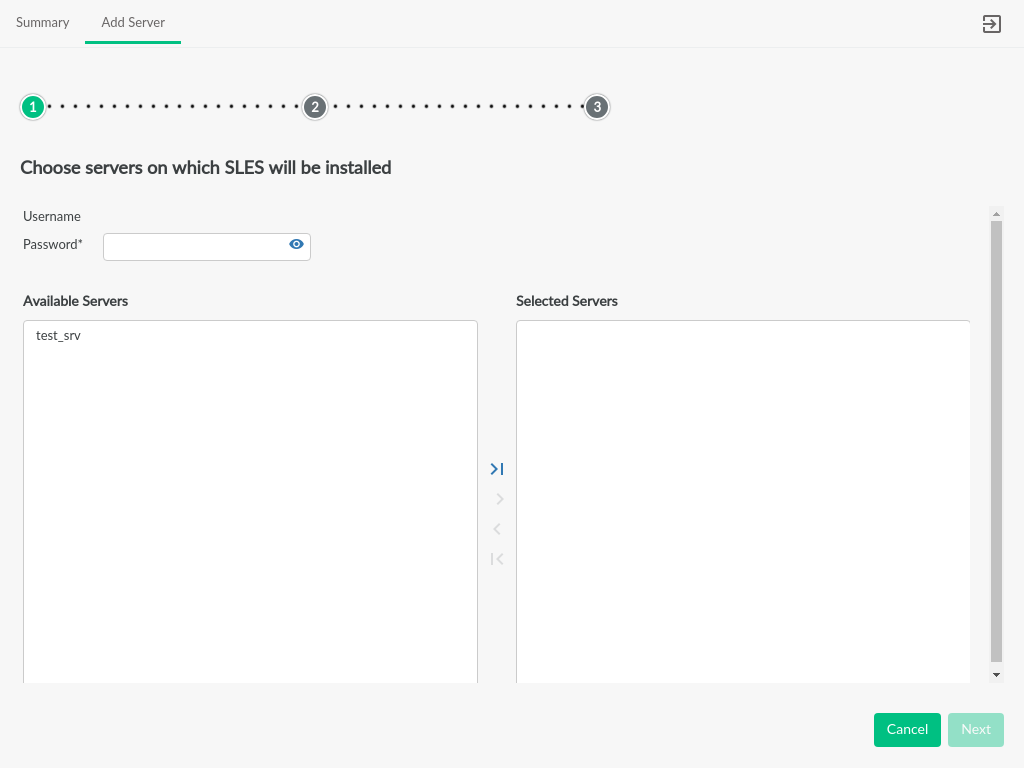 Summary
Add Server
1
2
3
Choose servers on which SLES will be installed
Username
Password*
Available Servers
Selected Servers
test_srv
Cancel
Next